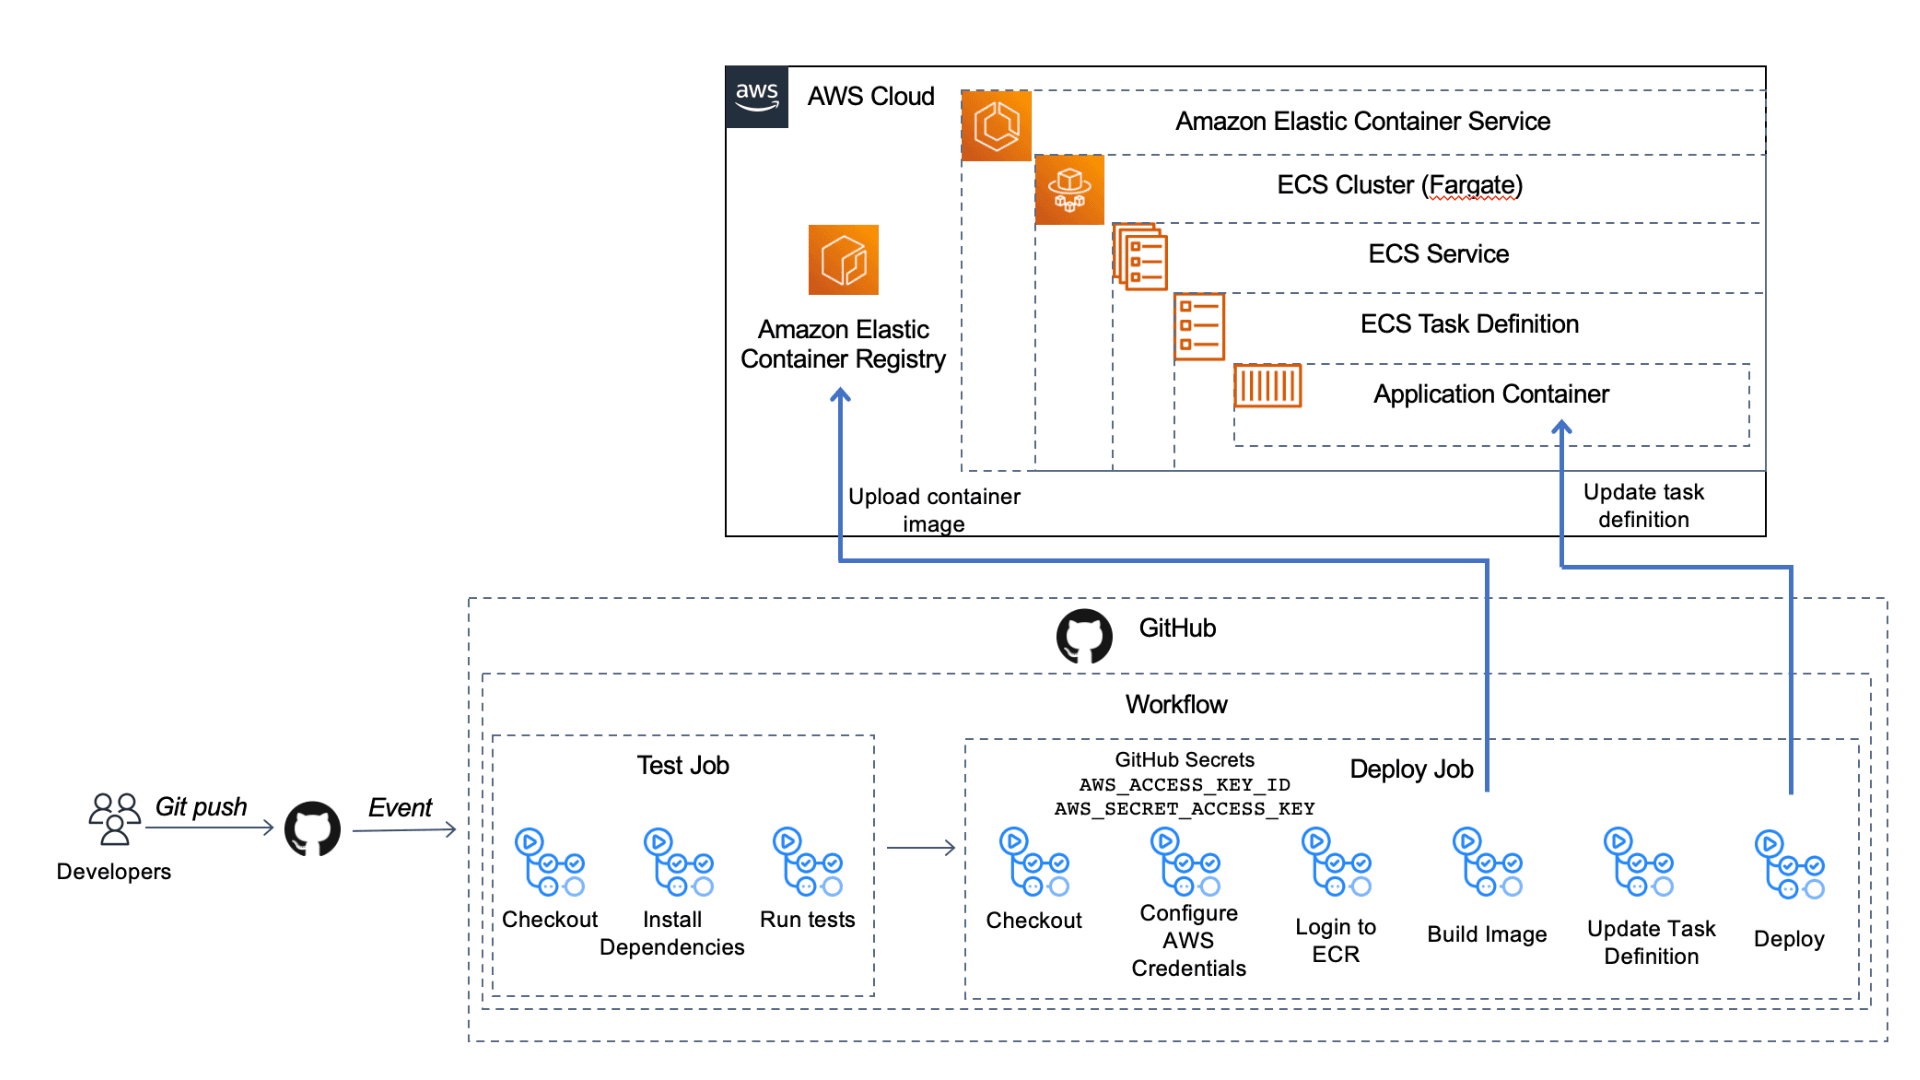 aws
AWS Cloud
Amazon Elastic Container Service
ECS Cluster (Fargate)
ECS Service
ECS Task Definition
Application Container
Amazon Elastic
Container Registry
Upload container
image
Update task
definition
GitHub
Workflow
Test Job
GitHub Secrets
AWS_ACCESS_KEY_ID
AWS_SECRET_ACCESS_KEY
Deploy Job
Developers
Git push
Event
Checkout
Install
Dependencies
Run tests
Checkout
Configure
AWS
Credentials
Login to
ECR
Build Image
Update Task
Definition
Deploy